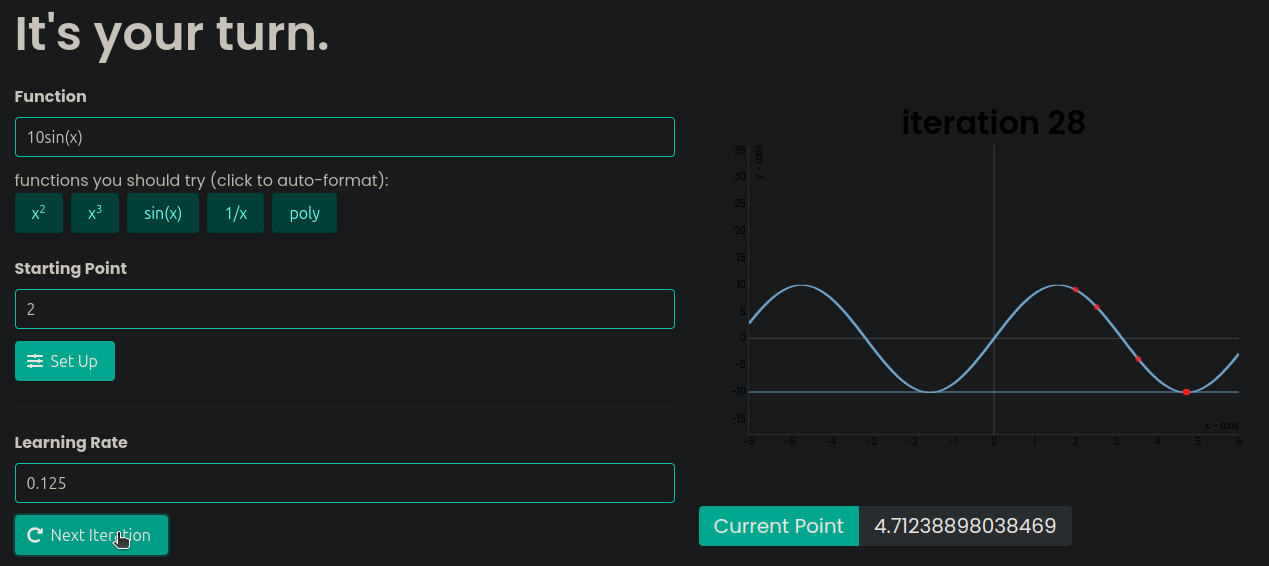 It's your turn.
Function
10sin(x)
functions you should try (click to auto-format):
x² x³ sin(x) 1/x poly
Starting Point
2
Set Up
Learning Rate
0.125
Next Iteration
iteration 28
y - axis
35
30
25
20
15
10
5
0
-5
-10
-15
x - axis
-6 -5 -4 -3 -2 -1 0 1 2 3 4 5 6
Current Point 4.71238898038469